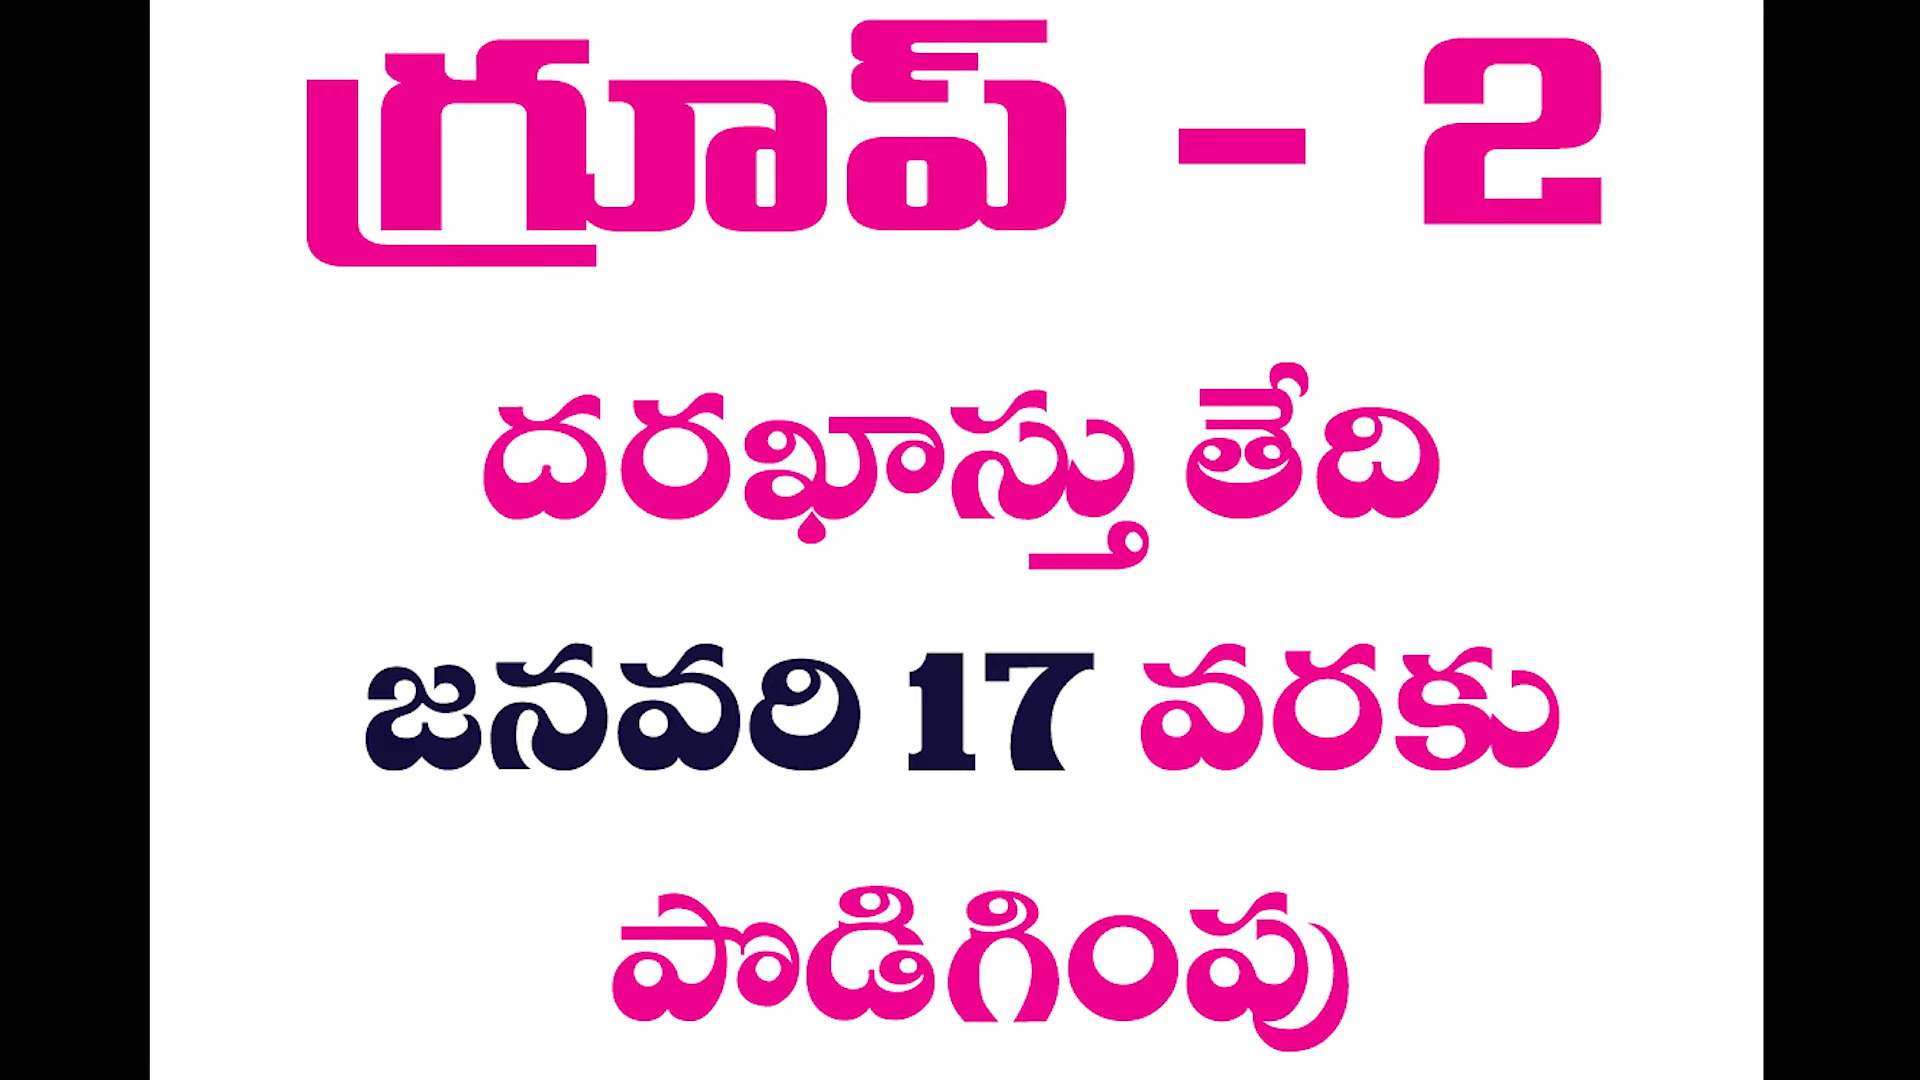 గ్రూప్ - 2
దరఖాస్తు తేది
జనవరి 17 వరకు
పొడిగింపు